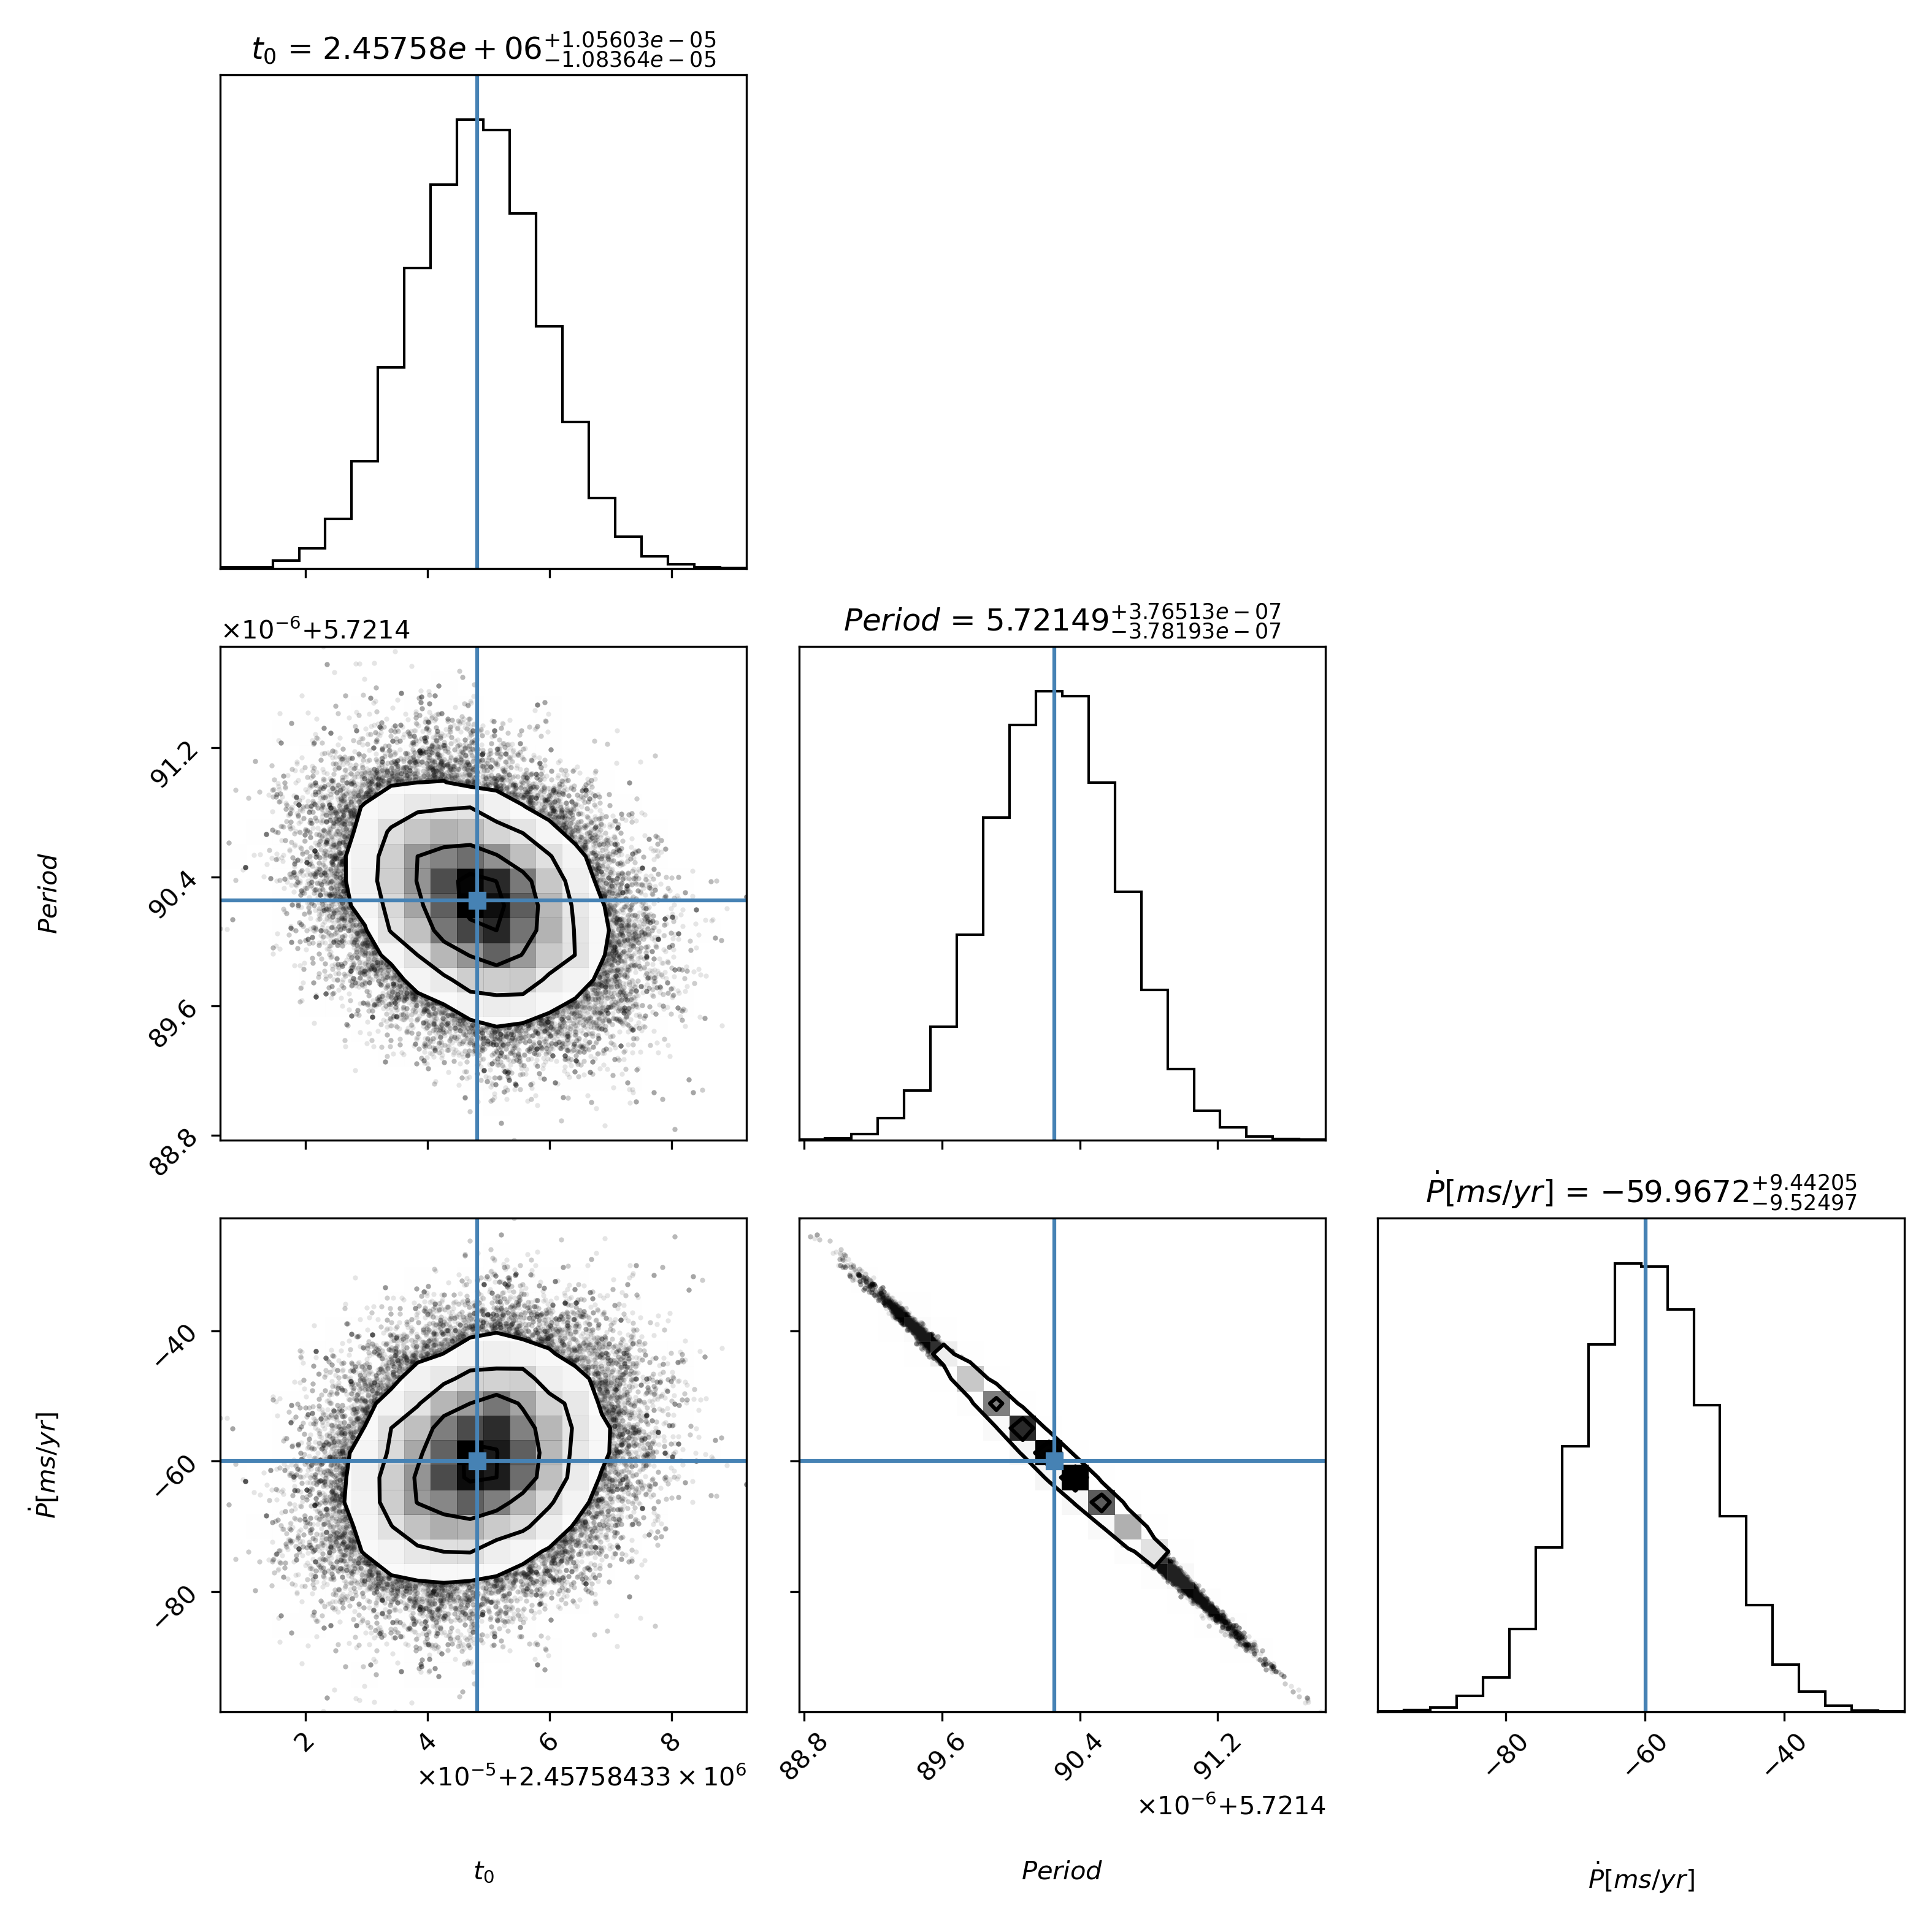 t₀ = 2.45758e + 06 +1.05603e − 05 −1.08364e − 05
×10⁻⁶+5.7214
Period = 5.72149 +3.76513e − 07 −3.78193e − 07
Period
91.2
90.4
89.6
88.8
Ṗ[ms/yr] = −59.9672 +9.44205 −9.52497
Ṗ[ms/yr]
−40
−60
−80
2 4 6 8
88.8 89.6 90.4 91.2
−80 −60 −40
×10⁻⁵+2.45758433 × 10⁶
×10⁻⁶+5.7214
t₀ Period Ṗ[ms/yr]